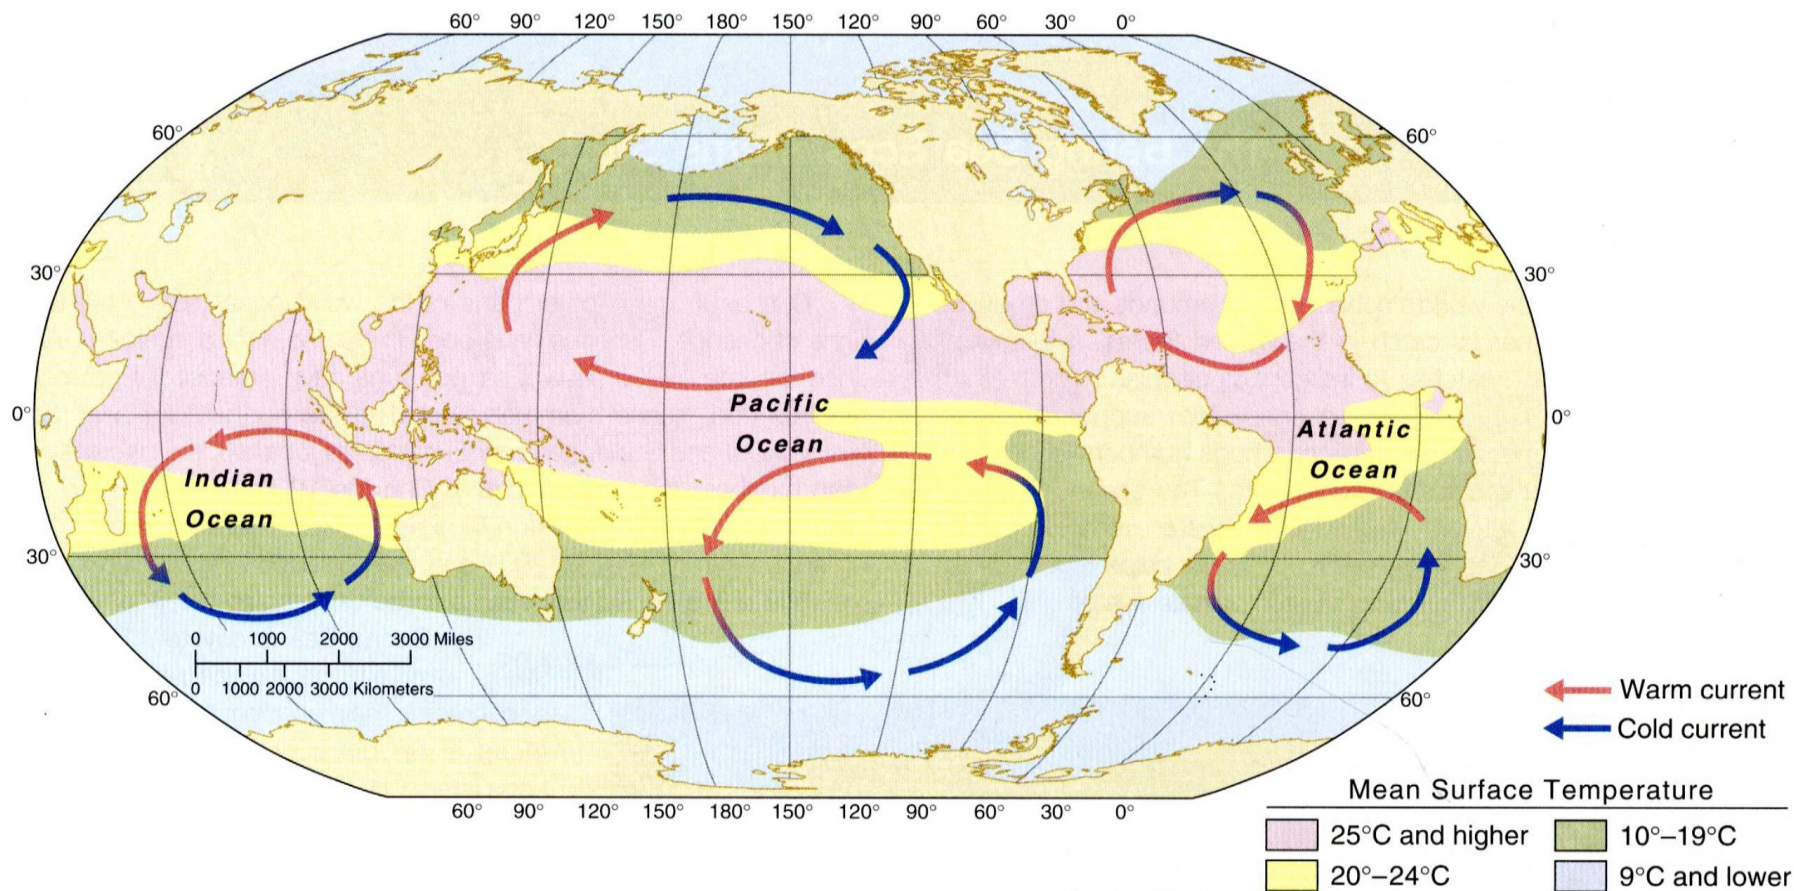 60° 90° 120° 150° 180° 150° 120° 90° 60° 30° 0°
60° 60°
30° 30°
0° 0°
Pacific
Ocean
Atlantic
Ocean
Indian
Ocean
30° 30°
0 1000 2000 3000 Miles
0 1000 2000 3000 Kilometers
60° 60°
60° 90° 120° 150° 180° 150° 120° 90° 60° 30° 0°
Warm current
Cold current
Mean Surface Temperature
25°C and higher 10°–19°C
20°–24°C 9°C and lower